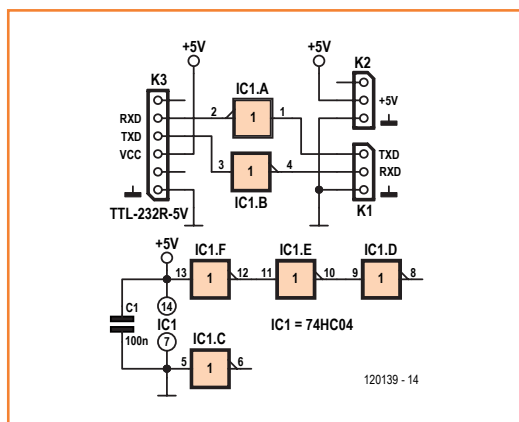 +5V
+5V
K2
K3
IC1.A
+5V
RXD
2
1
1
TXD
TXD
VCC
3
1
4
RXD
IC1.B
K1
TTL-232R-5V
+5V
IC1.F
IC1.E
IC1.D
13
1
12
11
1
10
9
1
8
14
C1
IC1
IC1 = 74HC04
7
IC1.C
100n
5
1
6
120139 - 14